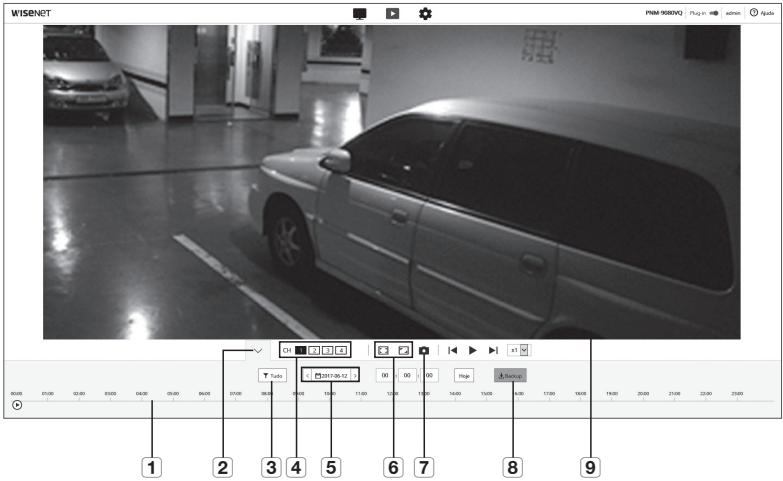 WISENET
PNM-9080VQ Plug-in admin ? Ajuda
CH 1 2 3 4 x1
Tudo 2017-06-12 00 : 00 : 00 Hoje Backup
00:00 01:00 02:00 03:00 04:00 05:00 06:00 07:00 08:00 09:00 10:00 11:00 12:00 13:00 14:00 15:00 16:00 17:00 18:00 19:00 20:00 21:00 22:00 23:00
1 2 3 4 5 6 7 8 9